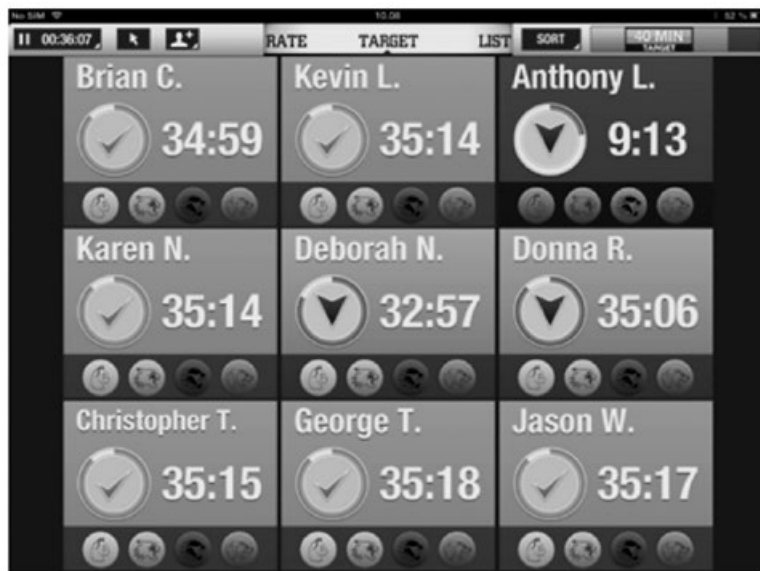 No SIM 10.08 82 %
00:36:07 RATE TARGET LIST SORT 40 MIN
TARGET
Brian C. Kevin L. Anthony L.
34:59 35:14 9:13
Karen N. Deborah N. Donna R.
35:14 32:57 35:06
Christopher T. George T. Jason W.
35:15 35:18 35:17